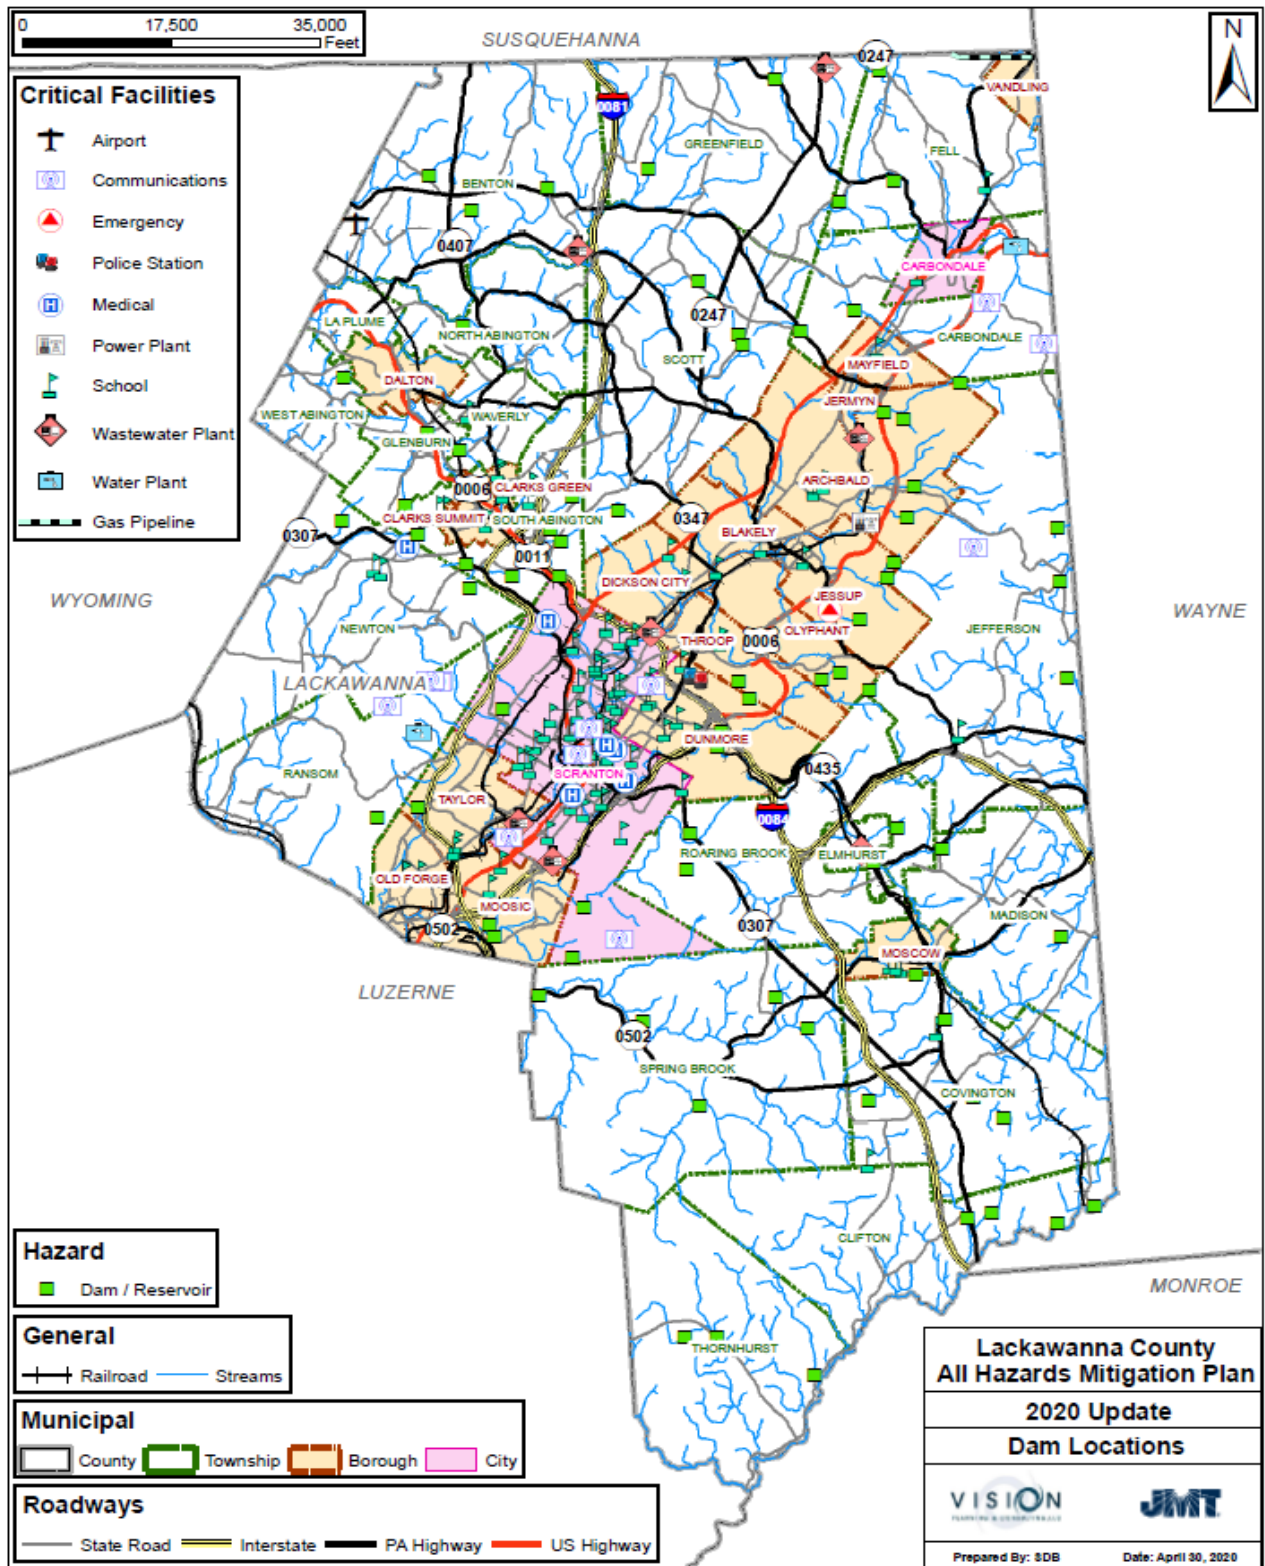 0 17,500 35,000
Feet
SUSQUEHANNA
N
0247
VANDLING
0081
Critical Facilities
Airport
Communications
Emergency
Police Station
Medical
Power Plant
School
Wastewater Plant
Water Plant
Gas Pipeline
GREENFIELD
FELL
BENTON
0407
CARBONDALE
0247
LA PLUME
NORTH ABINGTON
CARBONDALE
SCOTT
MAYFIELD
DALTON
JERMYN
WEST ABINGTON
WAVERLY
GLENBURN
ARCHBALD
0006
CLARKS GREEN
CLARKS SUMMIT
SOUTH ABINGTON
0347
BLAKELY
0307
0011
DICKSON CITY
JESSUP
WYOMING
WAYNE
NEWTON
THROOP
0006
OLYPHANT
JEFFERSON
LACKAWANNA
DUNMORE
RANSOM
SCRANTON
0435
TAYLOR
0084
ROARING BROOK
ELMHURST
OLD FORGE
MOOSIC
MADISON
0502
0307
MOSCOW
LUZERNE
0502
SPRING BROOK
COVINGTON
CLIFTON
MONROE
THORNHURST
Hazard
Dam / Reservoir
General
Railroad Streams
Municipal
County Township Borough City
Roadways
State Road Interstate PA Highway US Highway
Lackawanna County
All Hazards Mitigation Plan
2020 Update
Dam Locations
VISION
JMT
Prepared By: SDB Date: April 30, 2020